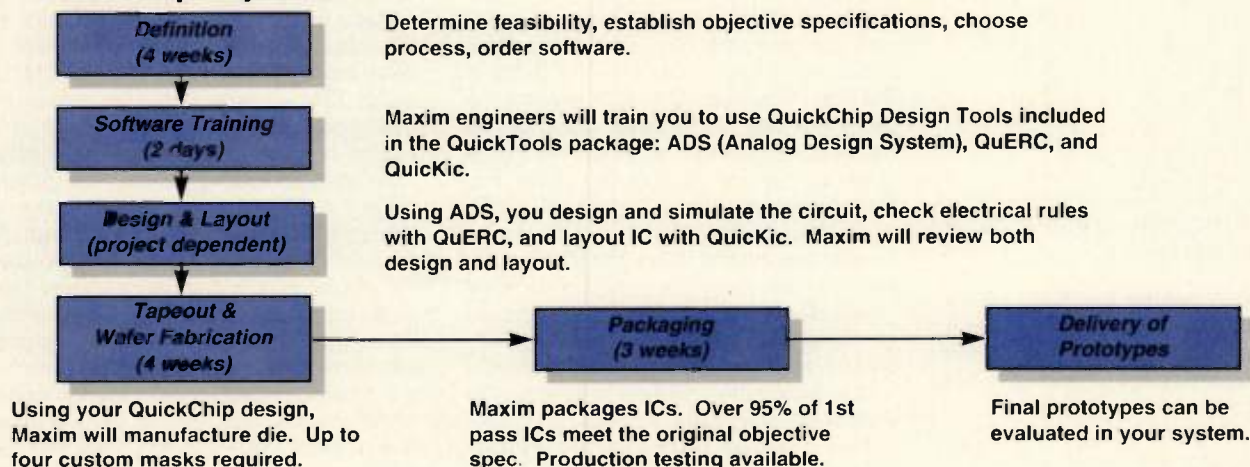 Definition
(4 weeks)
Determine feasibility, establish objective specifications, choose
process, order software.
Software Training
(2 days)
Maxim engineers will train you to use QuickChip Design Tools included
in the QuickTools package: ADS (Analog Design System), QuERC, and
QuicKic.
Design & Layout
(project dependent)
Using ADS, you design and simulate the circuit, check electrical rules
with QuERC, and layout IC with QuicKic. Maxim will review both
design and layout.
Tapeout &
Wafer Fabrication
(4 weeks)
Using your QuickChip design,
Maxim will manufacture die. Up to
four custom masks required.
Packaging
(3 weeks)
Maxim packages ICs. Over 95% of 1st
pass ICs meet the original objective
spec. Production testing available.
Delivery of
Prototypes
Final prototypes can be
evaluated in your system.